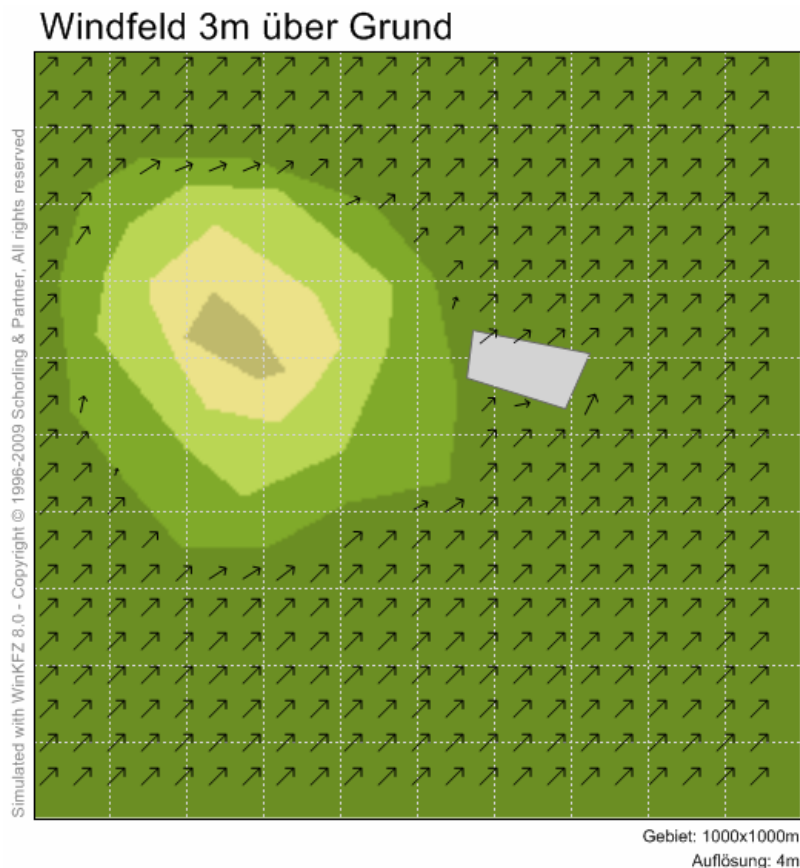 Windfeld 3m über Grund
Simulated with WinKFZ 8.0 - Copyright © 1996-2009 Schorling & Partner, All rights reserved
Gebiet: 1000x1000m
Auflösung: 4m